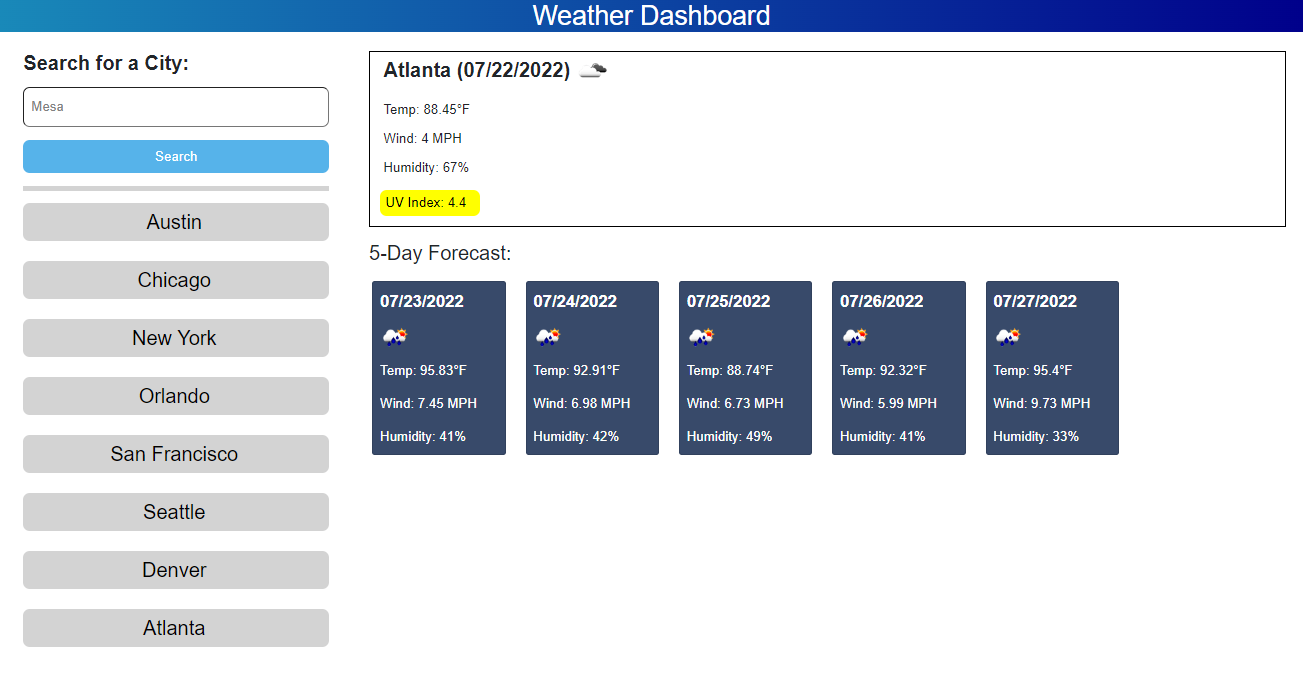 Weather Dashboard
Search for a City:
Mesa
Search
Austin
Chicago
New York
Orlando
San Francisco
Seattle
Denver
Atlanta
Atlanta (07/22/2022)
Temp: 88.45°F
Wind: 4 MPH
Humidity: 67%
UV Index: 4.4
5-Day Forecast:
07/23/2022
Temp: 95.83°F
Wind: 7.45 MPH
Humidity: 41%
07/24/2022
Temp: 92.91°F
Wind: 6.98 MPH
Humidity: 42%
07/25/2022
Temp: 88.74°F
Wind: 6.73 MPH
Humidity: 49%
07/26/2022
Temp: 92.32°F
Wind: 5.99 MPH
Humidity: 41%
07/27/2022
Temp: 95.4°F
Wind: 9.73 MPH
Humidity: 33%